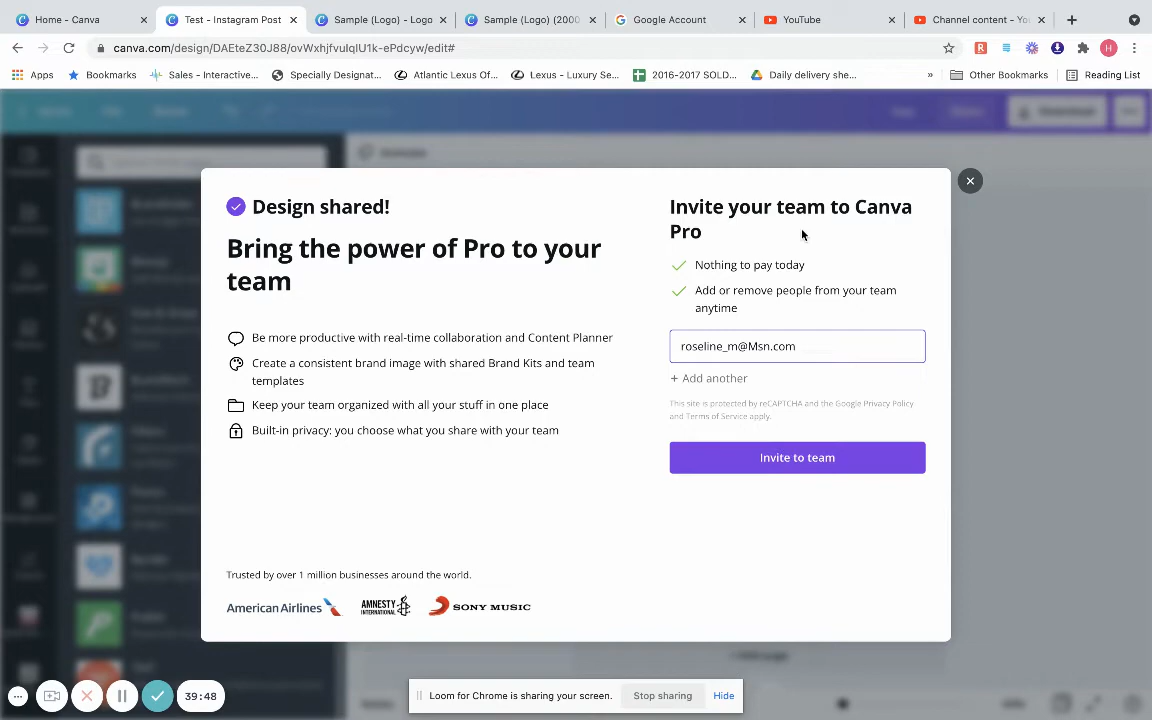 Home - Canva
Test - Instagram Post
Sample (Logo) - Logo
Sample (Logo) (2000
Google Account
YouTube
Channel content - Yo
canva.com/design/DAEteZ30J88/ovWxhjfvuIqIU1k-ePdcyw/edit#
R
H
Apps
Bookmarks
Sales - Interactive...
Specially Designat...
Atlantic Lexus Of...
Lexus - Luxury Se...
2016-2017 SOLD...
Daily delivery she...
»
Other Bookmarks
Reading List
Design shared!
Bring the power of Pro to your
team
Be more productive with real-time collaboration and Content Planner
Create a consistent brand image with shared Brand Kits and team
templates
Keep your team organized with all your stuff in one place
Built-in privacy: you choose what you share with your team
Trusted by over 1 million businesses around the world.
American Airlines
AMNESTY
INTERNATIONAL
SONY MUSIC
Invite your team to Canva
Pro
Nothing to pay today
Add or remove people from your team
anytime
roseline_m@Msn.com
+ Add another
This site is protected by reCAPTCHA and the Google Privacy Policy
and Terms of Service apply.
Invite to team
39:48
Loom for Chrome is sharing your screen.
Stop sharing
Hide